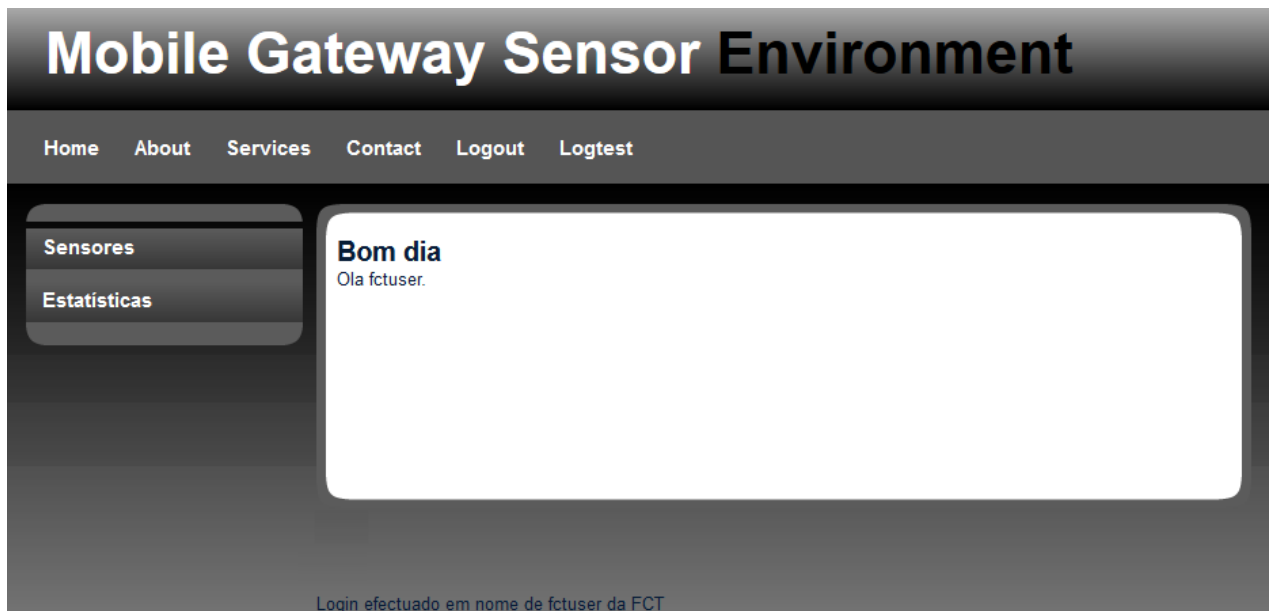 Mobile Gateway Sensor Environment
Home About Services Contact Logout Logtest
Sensores
Estatísticas
Bom dia
Ola fctuser.
Login efectuado em nome de fctuser da FCT